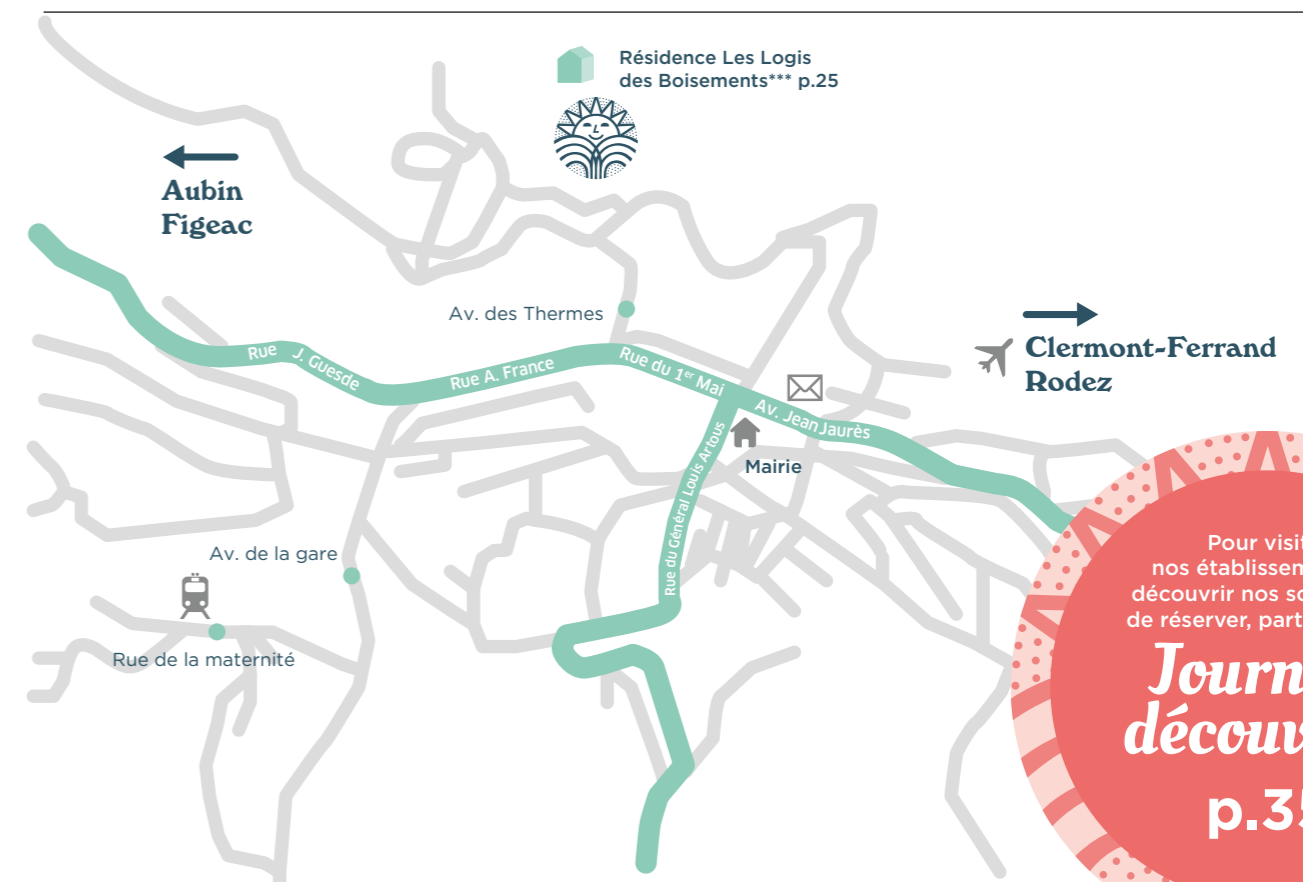 Résidence Les Logis
des Boisements*** p.25
Aubin
Figeac
Av. des Thermes
Clermont-Ferrand
Rodez
Rue J. Guesde
Rue A. France
Rue du 1er Mai
Av. Jean Jaurès
Rue du Général Louis Artous
Mairie
Av. de la gare
Rue de la maternité
Pour visit
nos établissem
découvrir nos so
de réserver, part
Journ
découv
p.35